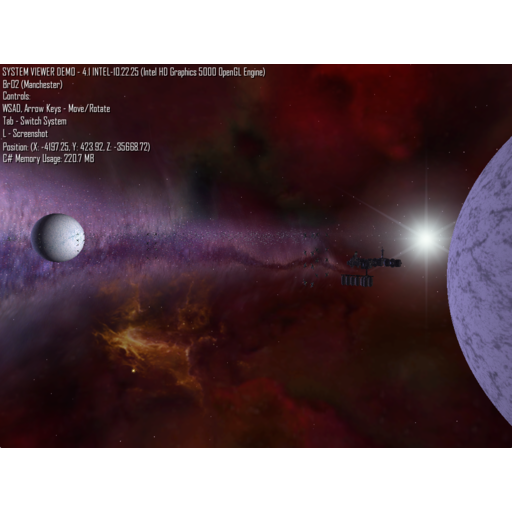 SYSTEM VIEWER DEMO - 4.1 INTEL-10.22.25 (Intel HD Graphics 5000 OpenGL Engine)
Br02 (Manchester)
Controls:
WSAD, Arrow Keys - Move/Rotate
Tab - Switch System
L - Screenshot
Position: (X: -4197.25, Y: 423.92, Z: -35668.72)
C# Memory Usage: 220.7 MB